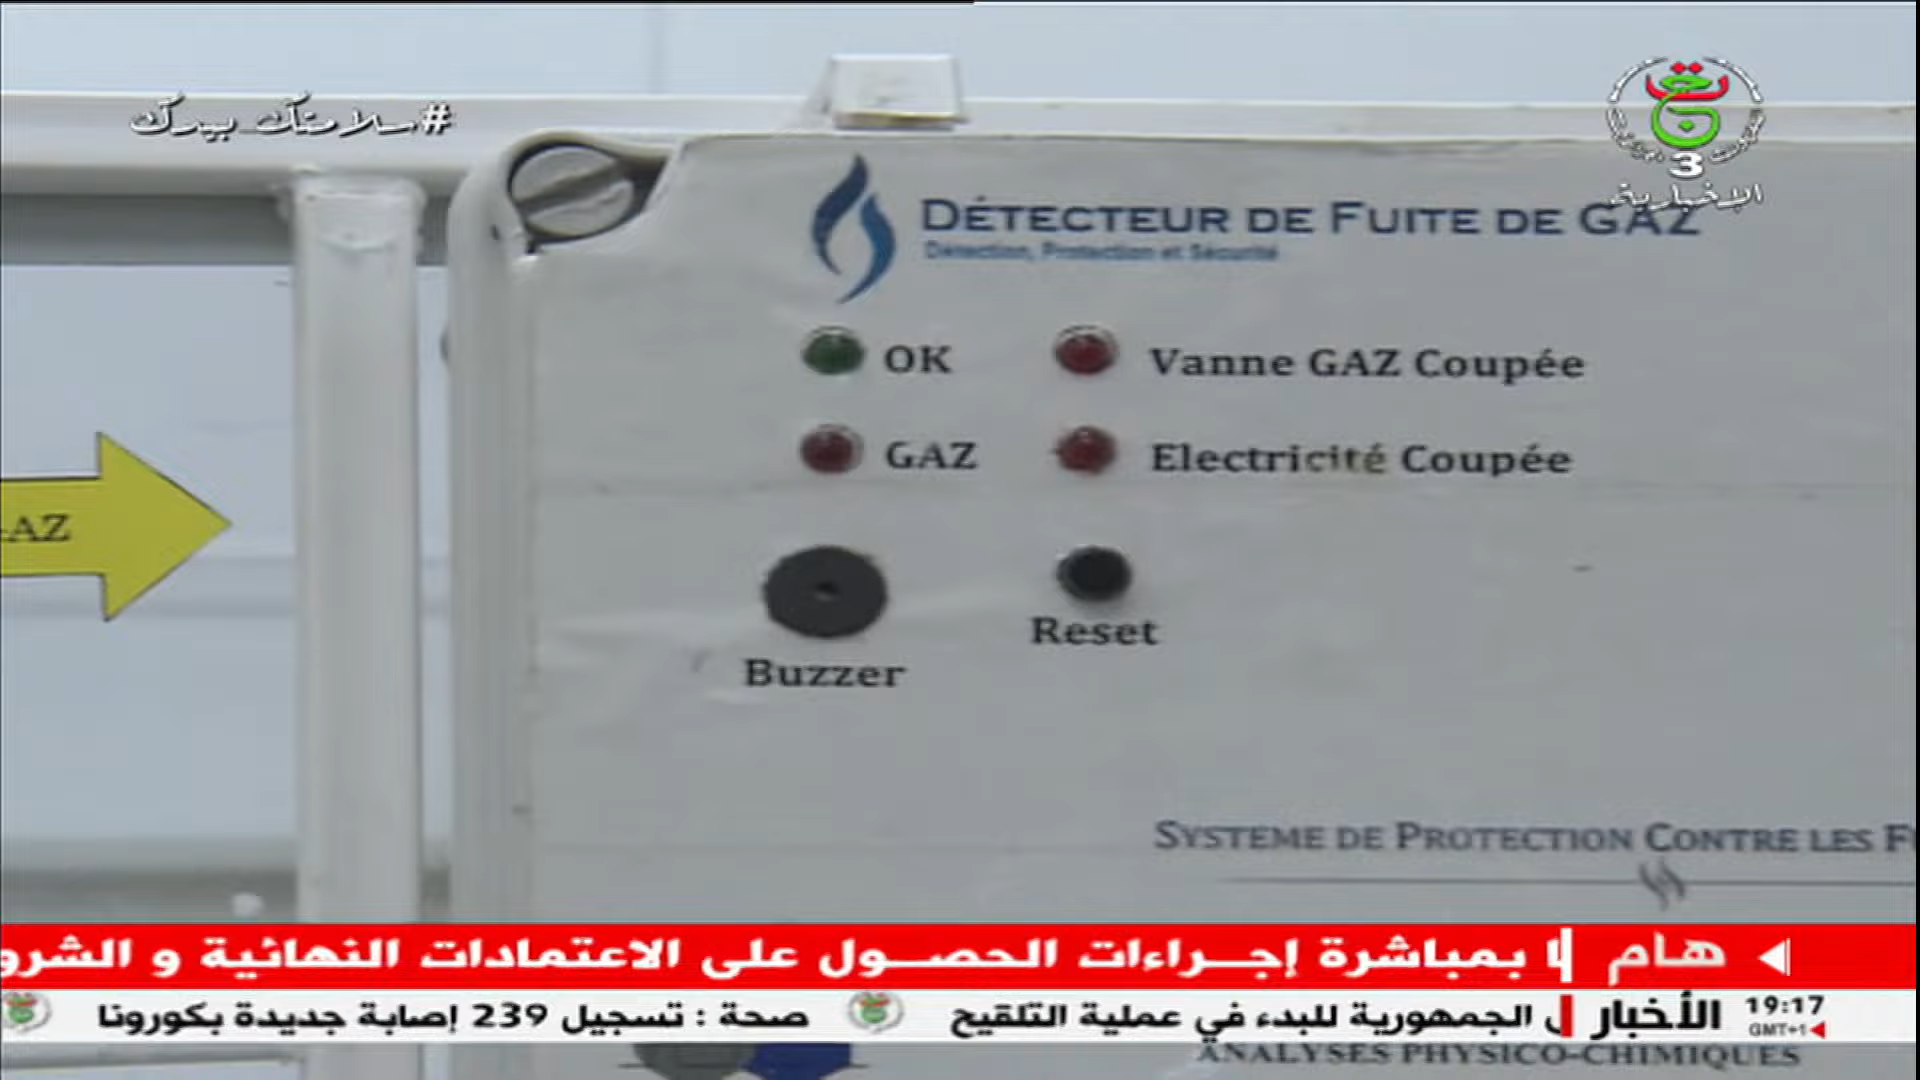 #سلامتك بيدك
3
الإخبارية
DÉTECTEUR DE FUITE DE GAZ
Détection, Protection et Sécurité
OK
Vanne GAZ Coupée
GAZ
Electricité Coupée
AZ
Buzzer
Reset
SYSTEME DE PROTECTION CONTRE LES F
هام
بمباشرة إجراءات الحصول على الاعتمادات النهائية و الشرو
19:17
GMT+1
الأخبار
الجمهورية للبدء في عملية التلقيح
صحة : تسجيل 239 إصابة جديدة بكورونا
ANALYSES PHYSICO-CHIMIQUES